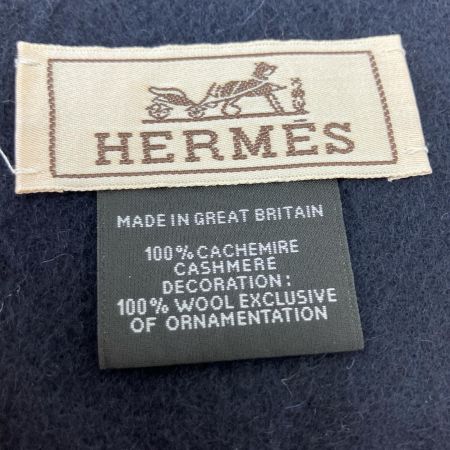 HERMÈS
MADE IN GREAT BRITAIN
100% CACHEMIRE
CASHMERE
DECORATION:
100% WOOL EXCLUSIVE
OF ORNAMENTATION